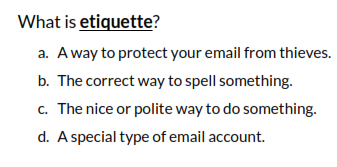 What is etiquette?
a. A way to protect your email from thieves.
b. The correct way to spell something.
c. The nice or polite way to do something.
d. A special type of email account.